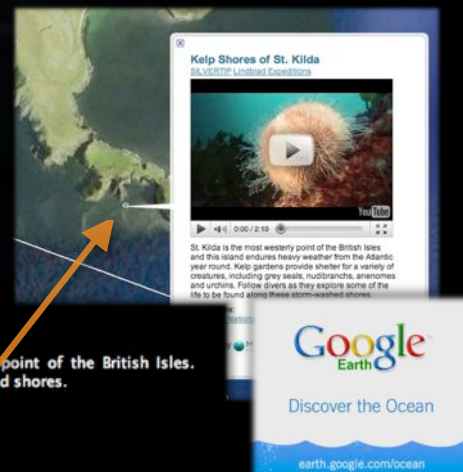 Kelp Shores of St. Kilda
SILVERTIP Lindblad Expeditions
YouTube
0:00 / 2:19
St. Kilda is the most westerly point of the British Isles
and this island endures heavy weather from the Atlantic
year round. Kelp gardens provide shelter for a variety of
creatures, including grey seals, nudibranchs, anenomes
and urchins. Follow divers as they explore some of the
life to be found along these storm-washed shores.
Nation
point of the British Isles.
d shores.
Google
Earth
Discover the Ocean
earth.google.com/ocean